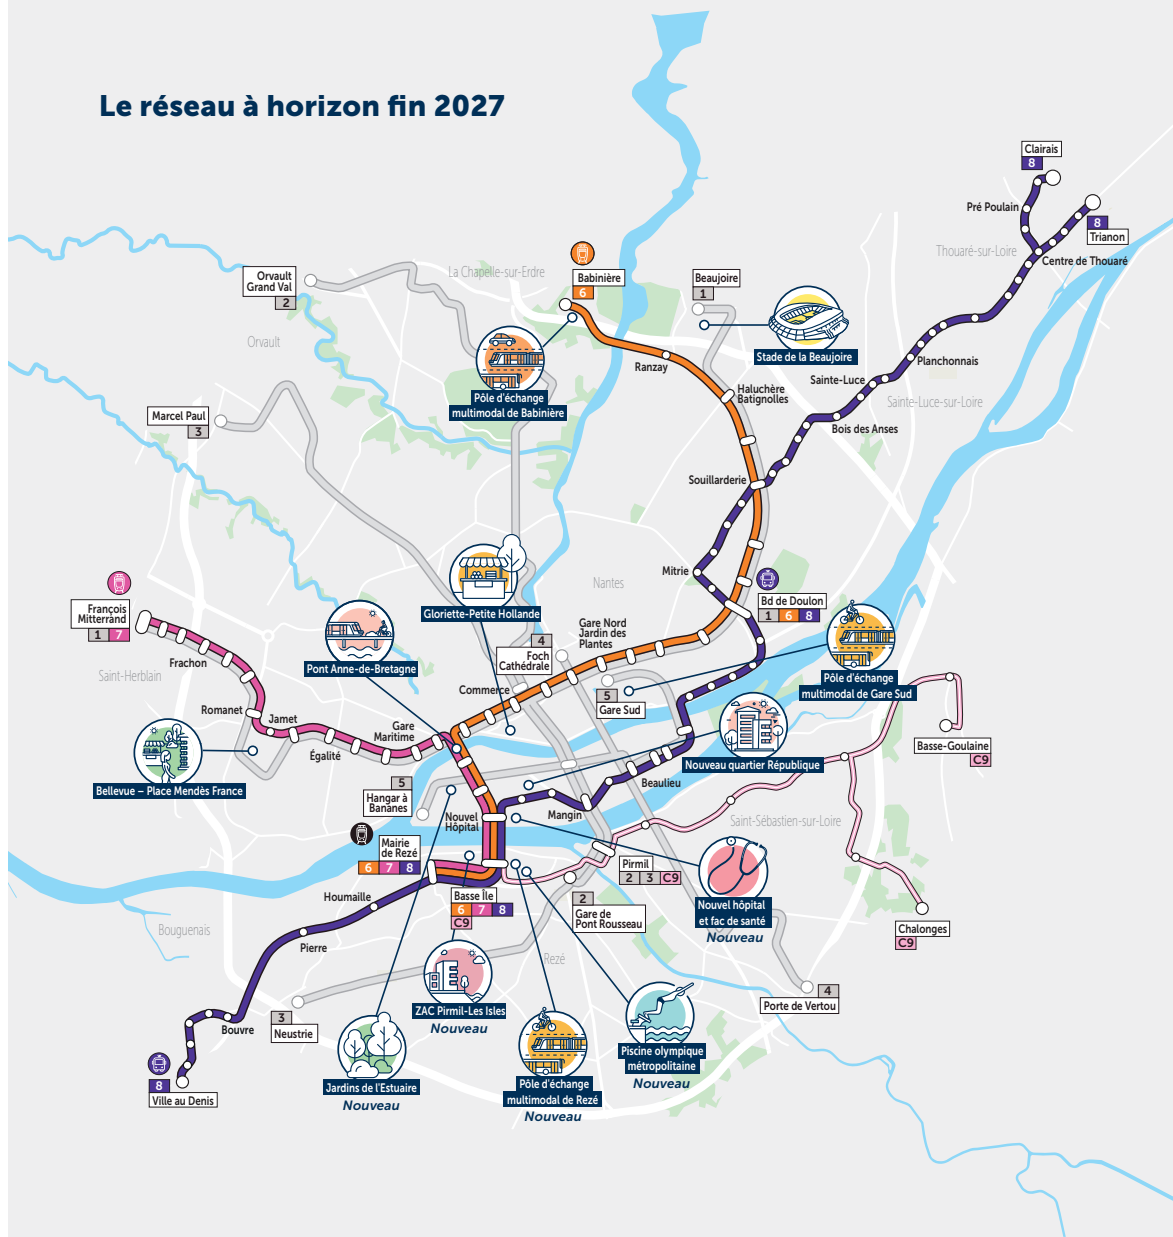 Le réseau à horizon fin 2027
Clairais
8
Pré Poulain
8
Trianon
Thouaré-sur-Loire
Centre de Thouaré
La Chapelle-sur-Erdre
Orvault
Grand Val
2
Babinière
6
Beaujoire
1
Orvault
Stade de la Beaujoire
Ranzay
Planchonnais
Sainte-Luce
Haluchère
Batignolles
Sainte-Luce-sur-Loire
Pôle d'échange
multimodal de Babinière
Marcel Paul
3
Bois des Anses
Souillarderie
Mitrie
Nantes
Bd de Doulon
1 6 8
François
Mitterrand
1 7
Gloriette-Petite Hollande
Gare Nord
Jardin des
Plantes
4
Foch
Cathédrale
Frachon
Pont Anne-de-Bretagne
Saint-Herblain
Pôle d'échange
multimodal de Gare Sud
Commerce
5
Gare Sud
Romanet
Jamet
Gare
Maritime
Égalité
Basse-Goulaine
C9
Nouveau quartier République
Bellevue – Place Mendès France
5
Hangar à
Bananes
Beaulieu
Mangin
Nouvel
Hôpital
Saint-Sébastien-sur-Loire
Mairie
de Rezé
6 7 8
Pirmil
2 3 C9
Houmaille
Basse Île
6 7 8
C9
2
Gare de
Pont Rousseau
Nouvel hôpital
et fac de santé
Nouveau
Chalonges
C9
Bouguenais
Pierre
Rezé
4
Porte de Vertou
3
Neustrie
Bouvre
ZAC Pirmil-Les Isles
Nouveau
Piscine olympique
métropolitaine
Nouveau
Jardins de l'Estuaire
Nouveau
Pôle d'échange
multimodal de Rezé
Nouveau
8
Ville au Denis